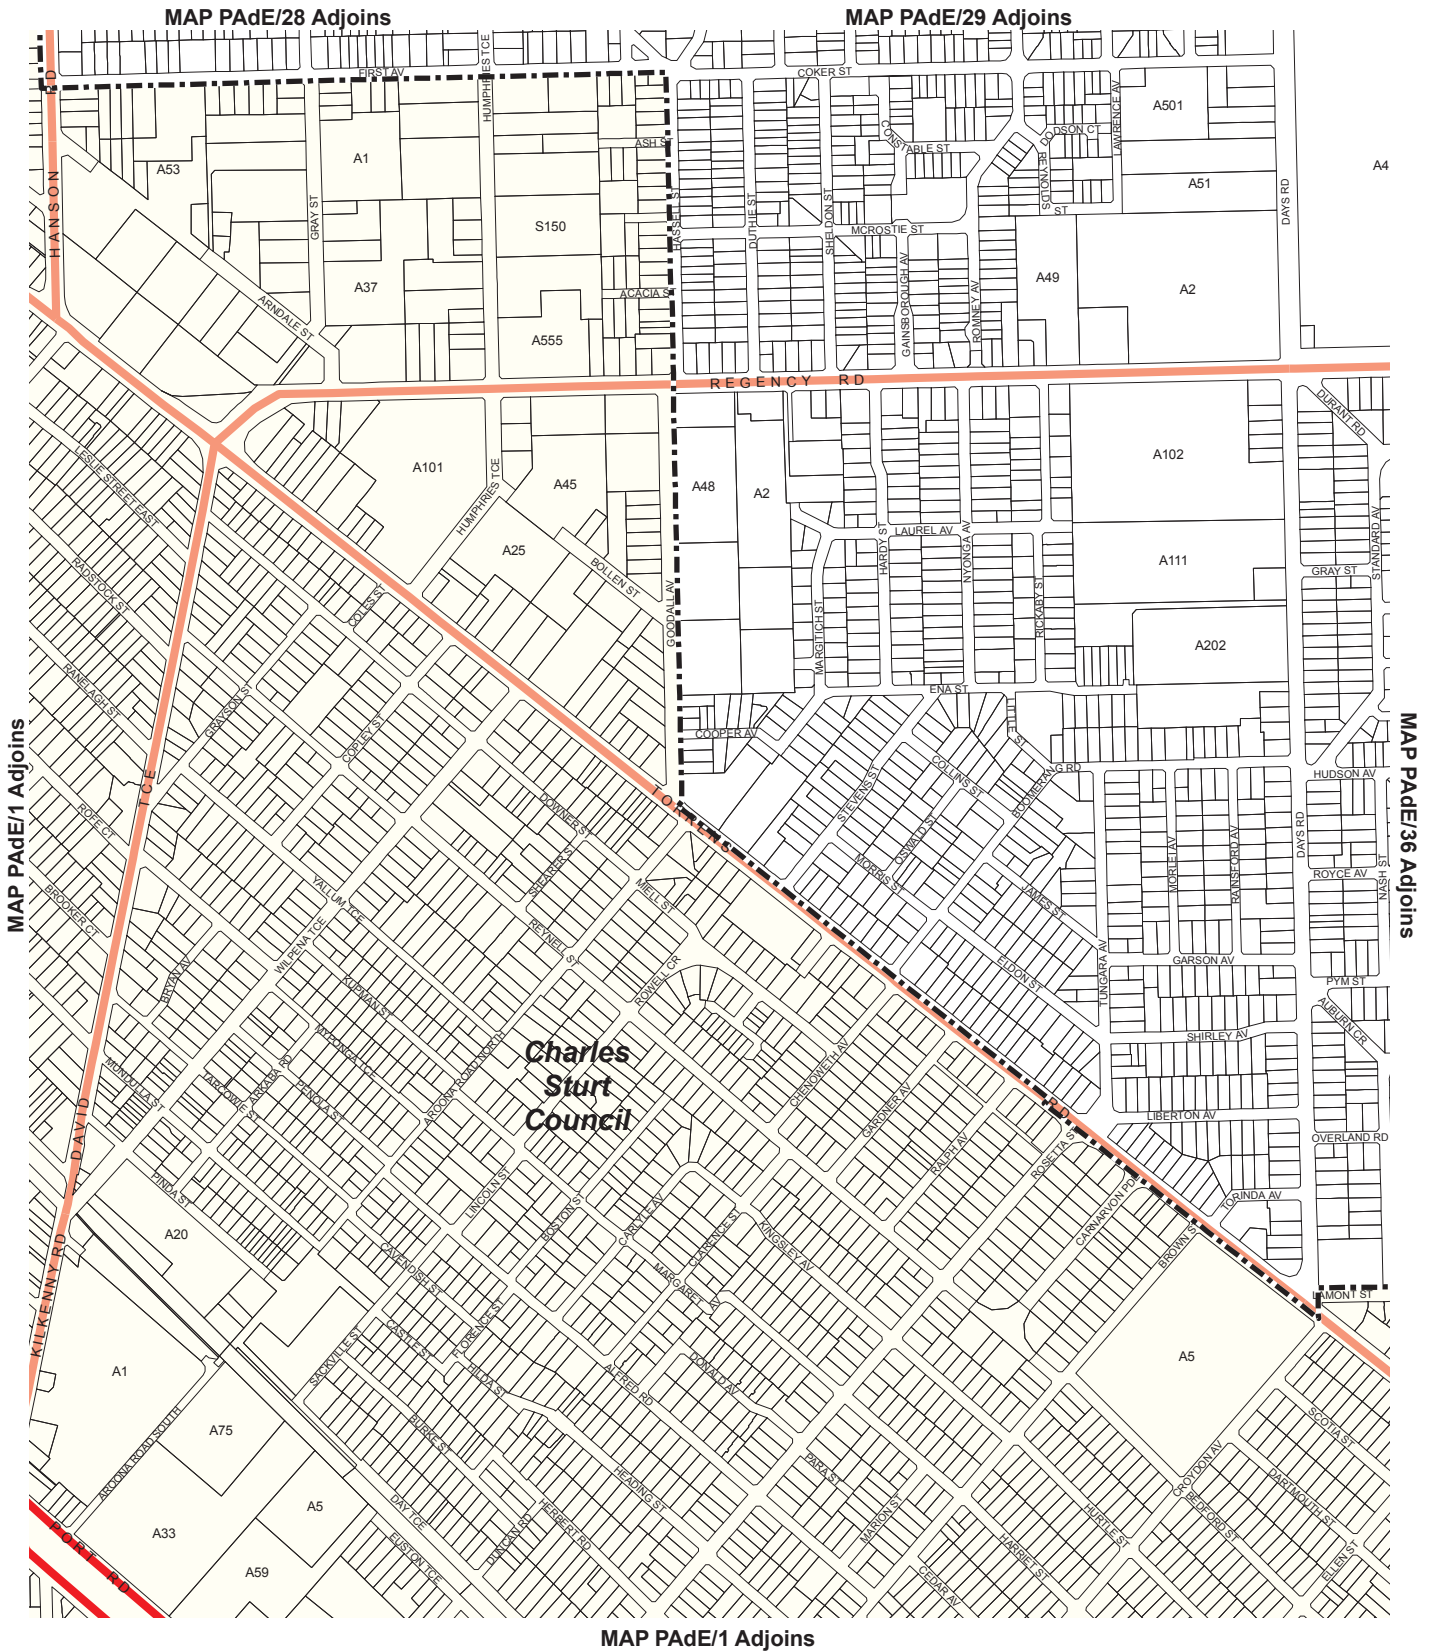 MAP PAdE/28 Adjoins
MAP PAdE/29 Adjoins
FIRST AV
HUMPHRIES TCE
COKER ST
RD
HANSON
A53
A1
GRAY ST
S150
A37
ARNDALE ST
A555
ASH ST
ACACIA S
HASSELL ST
DUTHIE ST
SHELDON ST
CONSTABLE ST
MCROSTIE ST
GAINSBOROUGH AV
ROMNEY AV
DODSON CT
REYNOLDS
ST
LAWRENCE AV
A501
A51
A4
DAYS RD
A49
A2
REGENCY RD
LESLIE STREET EAST
RADSTOCK ST
RANELAGH ST
ROFE CT
BROOKER CT
A101
HUMPHRIES TCE
A45
A25
BOLLEN ST
GOODALL AV
A48
A2
LAUREL AV
HARDY ST
NYONGA AV
RICKABY ST
MARGITICH ST
ENA ST
COOPER AV
A102
A111
A202
DURANT RD
STANDARD AV
GRAY ST
HUDSON AV
DAYS RD
ROYCE AV
NASH ST
PYM ST
AUBURN CR
OVERLAND RD
LAMONT ST
MAP PAdE/1 Adjoins
MAP PAdE/36 Adjoins
COLES ST
GRAYSON ST
COPLEY ST
TCE
TORRENS
RD
LITTLE ST
BOOMERANG RD
COLLINS ST
STEVENS ST
OSWALD ST
MORRIS ST
JAMES ST
ELDON ST
TUNGARA AV
MORLEY AV
RAINSFORD AV
GARSON AV
SHIRLEY AV
LIBERTON AV
TORINDA AV
DOWNER ST
SHEARER S
MIELL ST
REYNELL ST
ROWELL CR
YALLUM TCE
WILPENA TCE
KUPMAN ST
BRYAN AV
MYPONGA TCE
AROONA ROAD NORTH
MUNDULLA ST
TARCOWIE ST
ARKABA RD
PENOLA ST
PINDA ST
DAVID
KILKENNY RD
Charles
Sturt
Council
CHENOWETH AV
GARDNER AV
RALPH AV
ROSETTA S
CARNARVON PDE
BROWN S
LINCOLN ST
BOSTON S
CARLYLE AV
CLARENCE ST
KINGSLEY AV
MARGARET AV
CAVENDISH ST
FLORENCE ST
CASTLE ST
SACKVILLE ST
HILDA ST
ALFRED RD
DONALD AV
BURKE ST
HEADING ST
HERBERT RD
DUNCAN RD
DAY TCE
EUSTON TCE
PARA ST
MARION ST
CEDAR AV
HARRIET ST
HURTLE ST
BEDFORD ST
CROYDON AV
DARTMOUTH ST
SCOTIA ST
ELLEN ST
A20
A1
A75
AROONA ROAD SOUTH
A5
A33
A59
A5
PORT RD
MAP PAdE/1 Adjoins